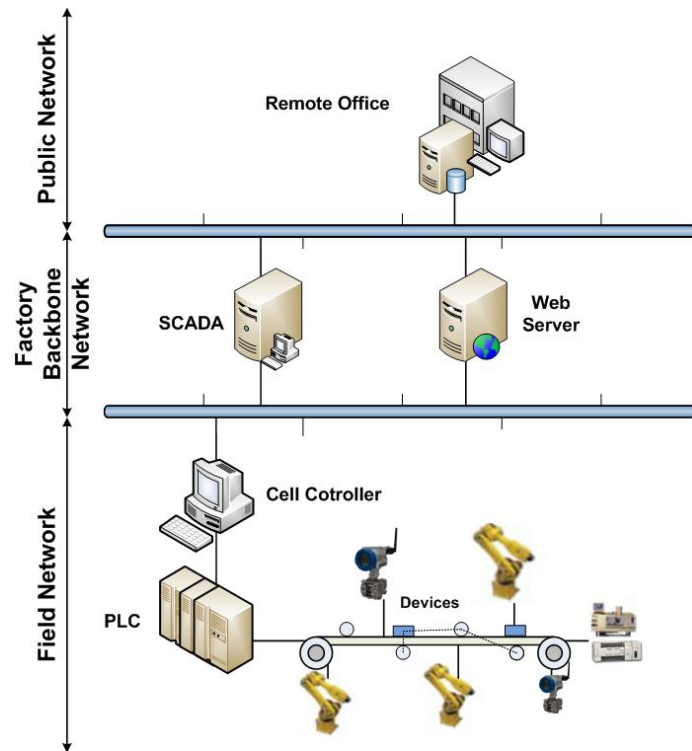 Public Network
Remote Office
Factory
Backbone
Network
SCADA
Web
Server
Field Network
Cell Cotroller
PLC
Devices